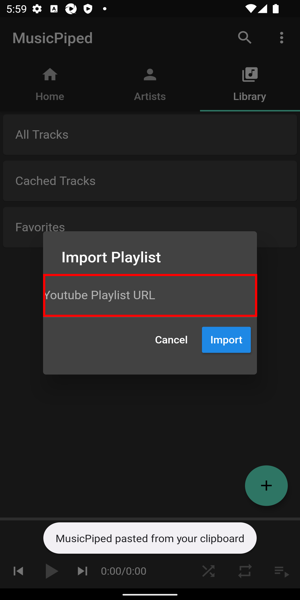 5:59
MusicPiped
Home
Artists
Library
All Tracks
Cached Tracks
Favorites
Import Playlist
Youtube Playlist URL
Cancel
Import
MusicPiped pasted from your clipboard
0:00/0:00